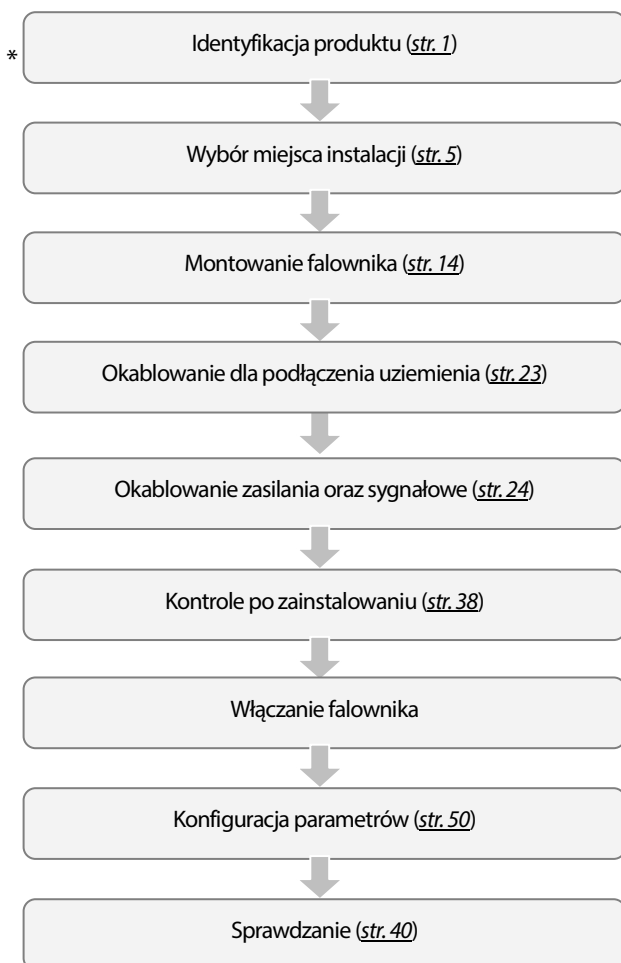 * Identyfikacja produktu (str. 1)
Wybór miejsca instalacji (str. 5)
Montowanie falownika (str. 14)
Okablowanie dla podłączenia uziemienia (str. 23)
Okablowanie zasilania oraz sygnałowe (str. 24)
Kontrole po zainstalowaniu (str. 38)
Włączanie falownika
Konfiguracja parametrów (str. 50)
Sprawdzanie (str. 40)